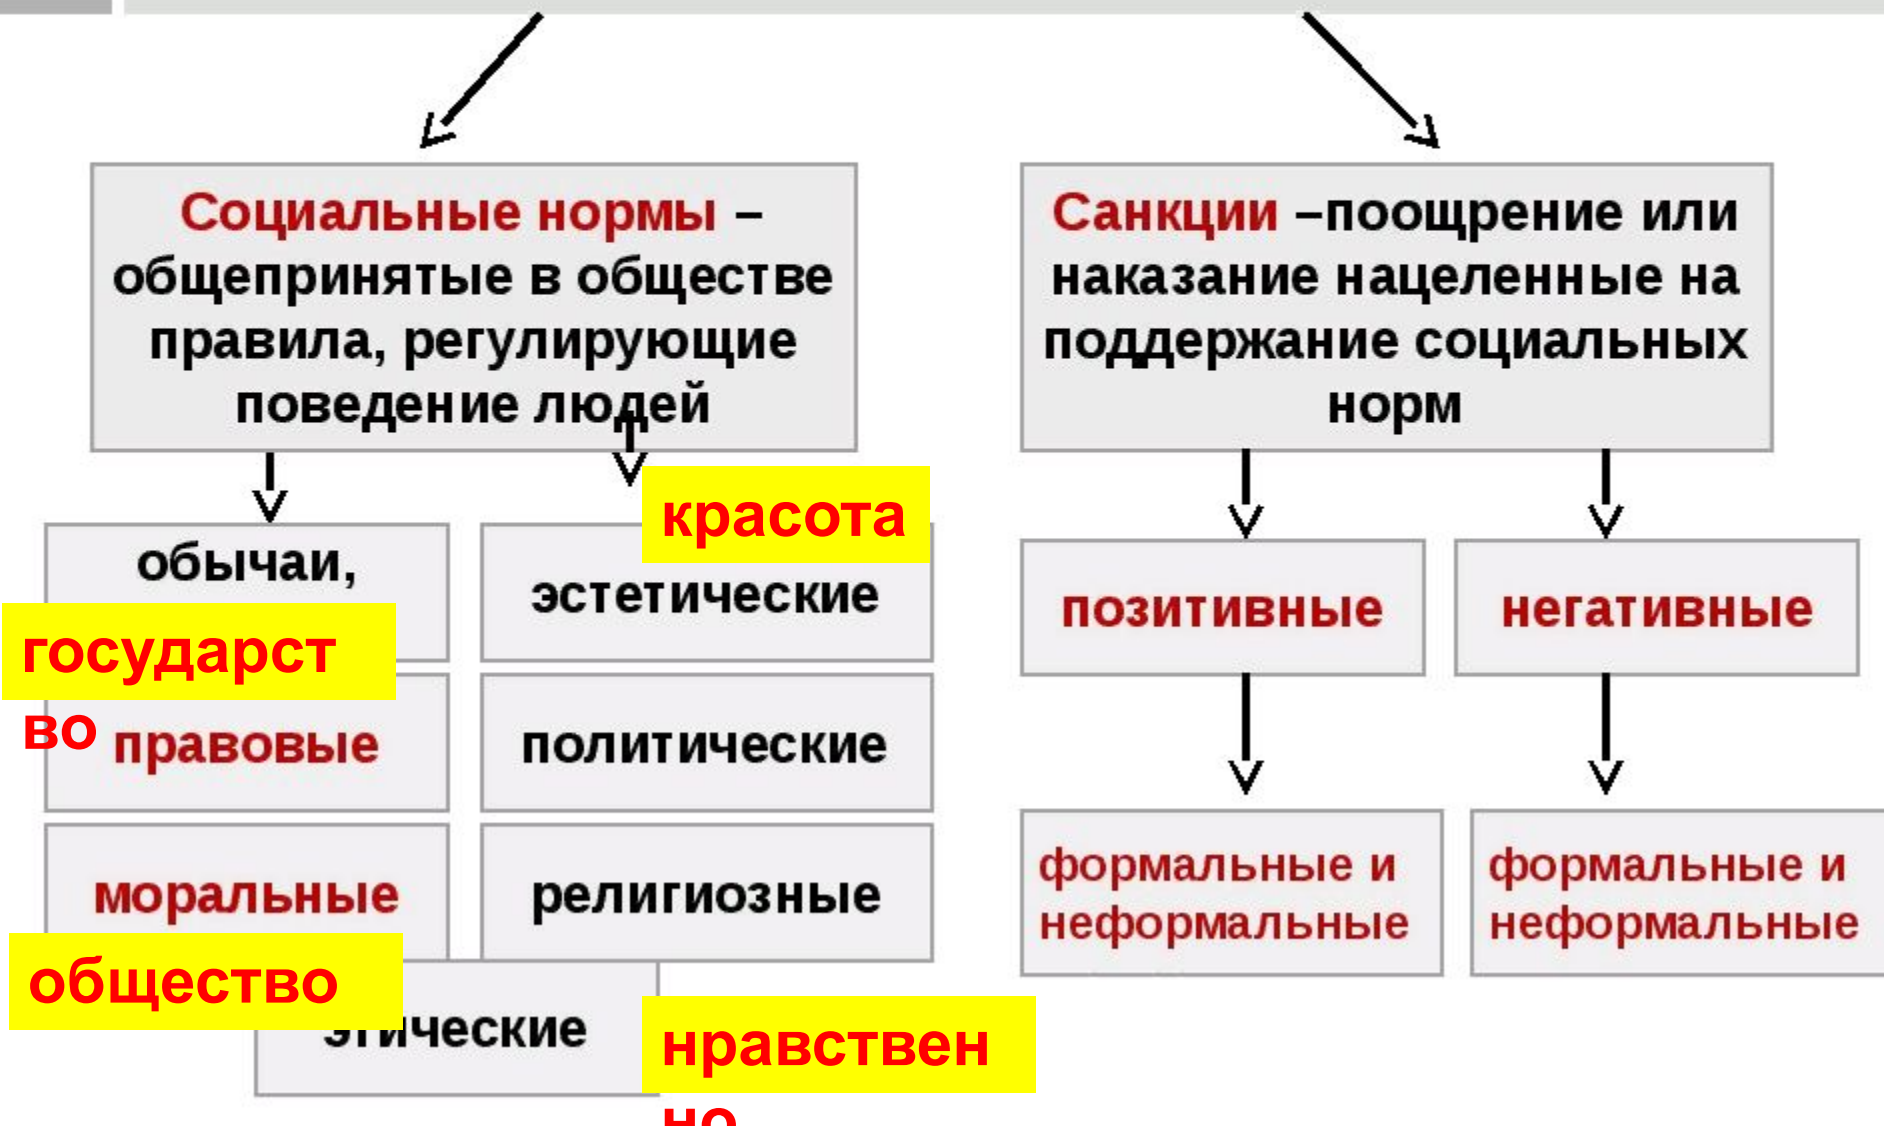 Социальные нормы –
общепринятые в обществе
правила, регулирующие
поведение людей
Санкции –поощрение или
наказание нацеленные на
поддержание социальных
норм
красота
обычаи,
эстетические
государст
во
правовые
политические
моральные
религиозные
общество
этические
нравствен
но
позитивные
негативные
формальные и
неформальные
формальные и
неформальные